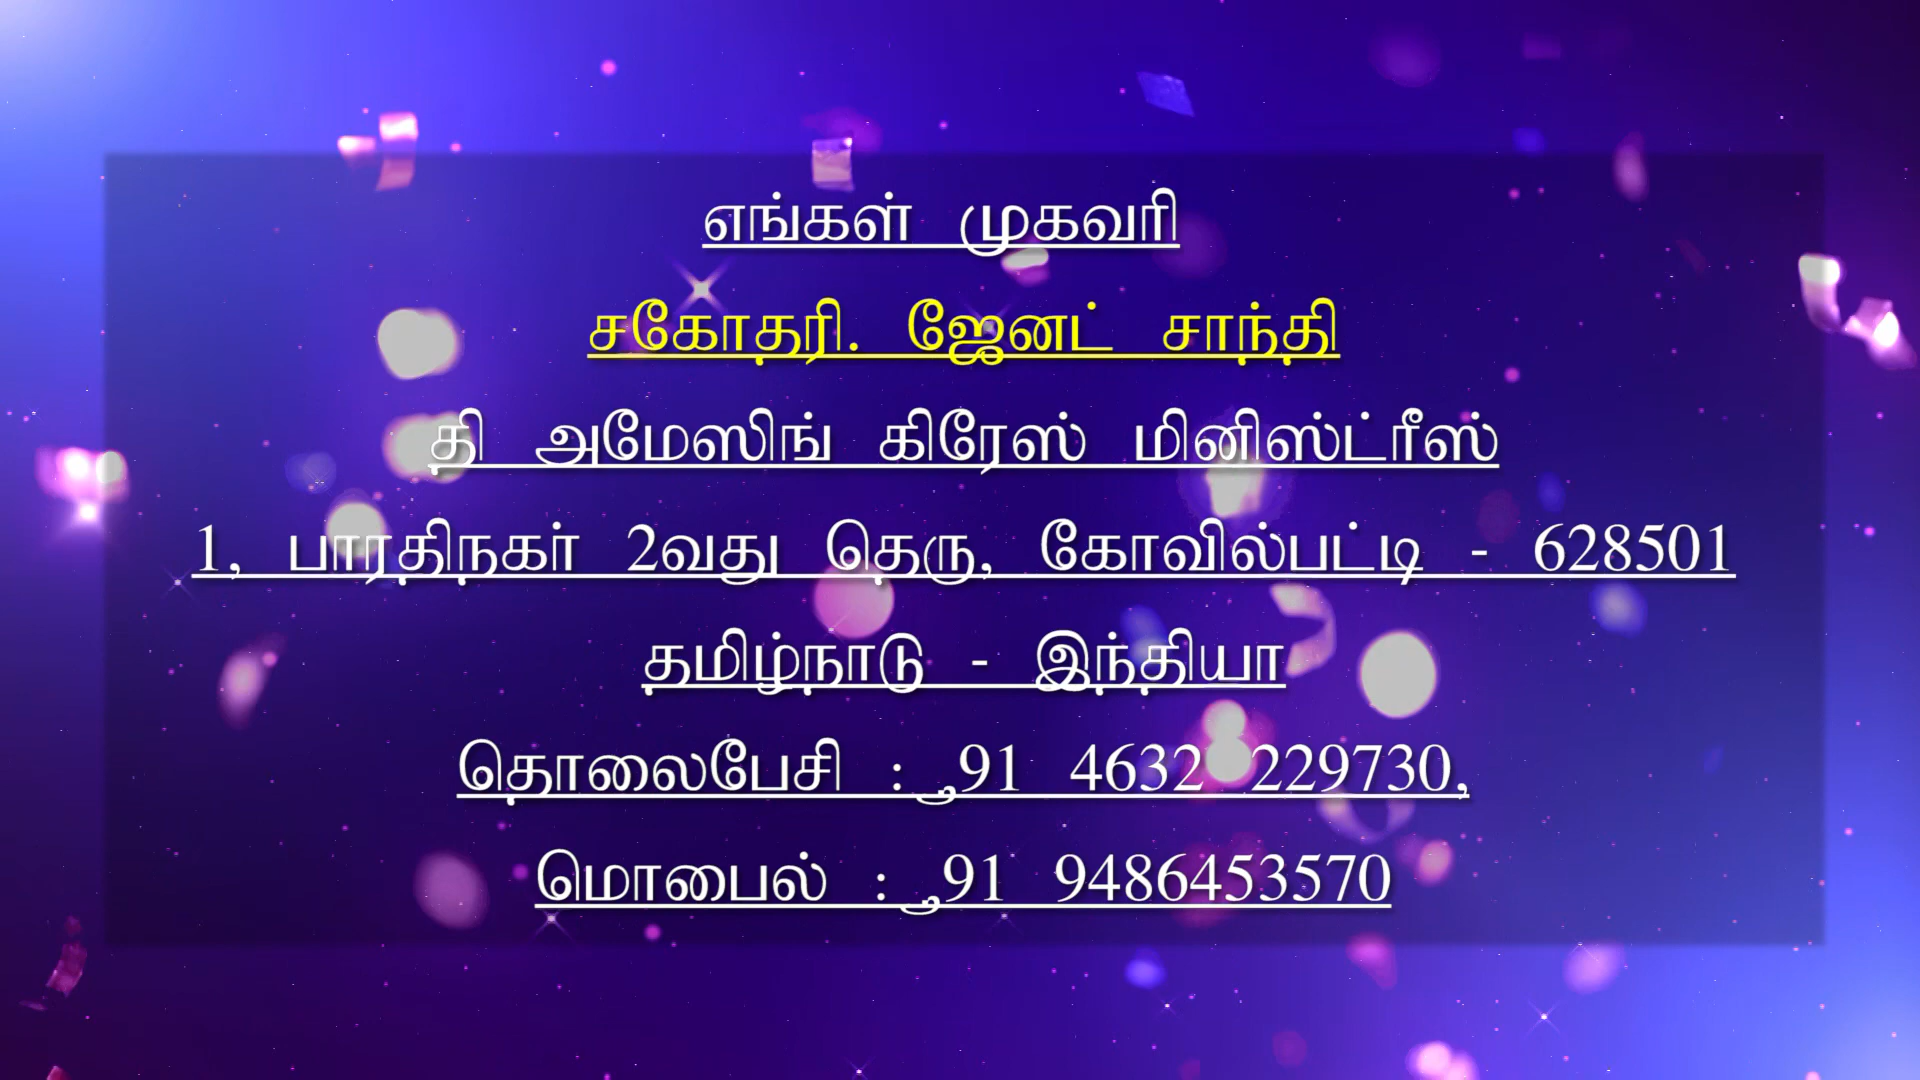 எங்கள் முகவரி
சகோதரி. ஜேனட் சாந்தி
தி அமேஸிங் கிரேஸ் மினிஸ்ட்ரீஸ்
1, பாரதிநகர் 2வது தெரு, கோவில்பட்டி - 628501
தமிழ்நாடு - இந்தியா
தொலைபேசி : ு91 4632 229730,
மொபைல் : ு91 9486453570